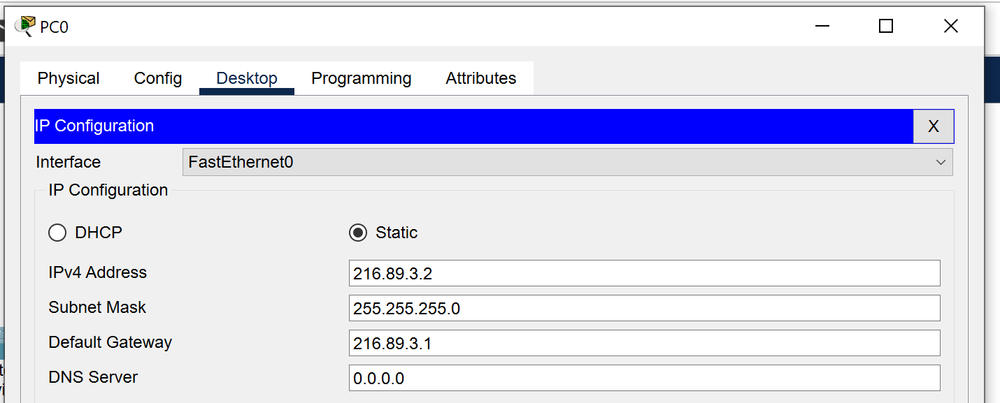 PC0
Physical Config Desktop Programming Attributes
IP Configuration X
Interface FastEthernet0
IP Configuration
DHCP Static
IPv4 Address 216.89.3.2
Subnet Mask 255.255.255.0
Default Gateway 216.89.3.1
DNS Server 0.0.0.0